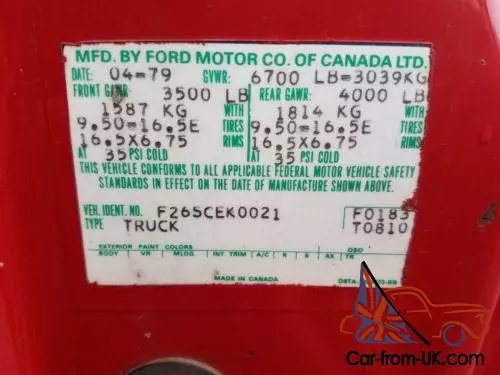 MFD. BY FORD MOTOR CO. OF CANADA LTD.
DATE: 04-79 GVWR: 6700 LB=3039KG
FRONT GAWR: 3500 LB REAR GAWR: 4000 LB
1587 KG WITH 1814 KG WITH
9.50=16.5E TIRES 9.50=16.5E TIRES
16.5X6.75 RIMS 16.5X6.75 RIMS
AT 35 PSI COLD AT 35 PSI COLD
THIS VEHICLE CONFORMS TO ALL APPLICABLE FEDERAL MOTOR VEHICLE SAFETY
STANDARDS IN EFFECT ON THE DATE OF MANUFACTURE SHOWN ABOVE.
VEH. IDENT. NO. F26SCEK0021 F0183
TYPE TRUCK T0810
EXTERIOR PAINT COLORS DSO
BODY VR MLDG. INT TRIM A/C R S AX TR
MADE IN CANADA
Car-from-UK.com